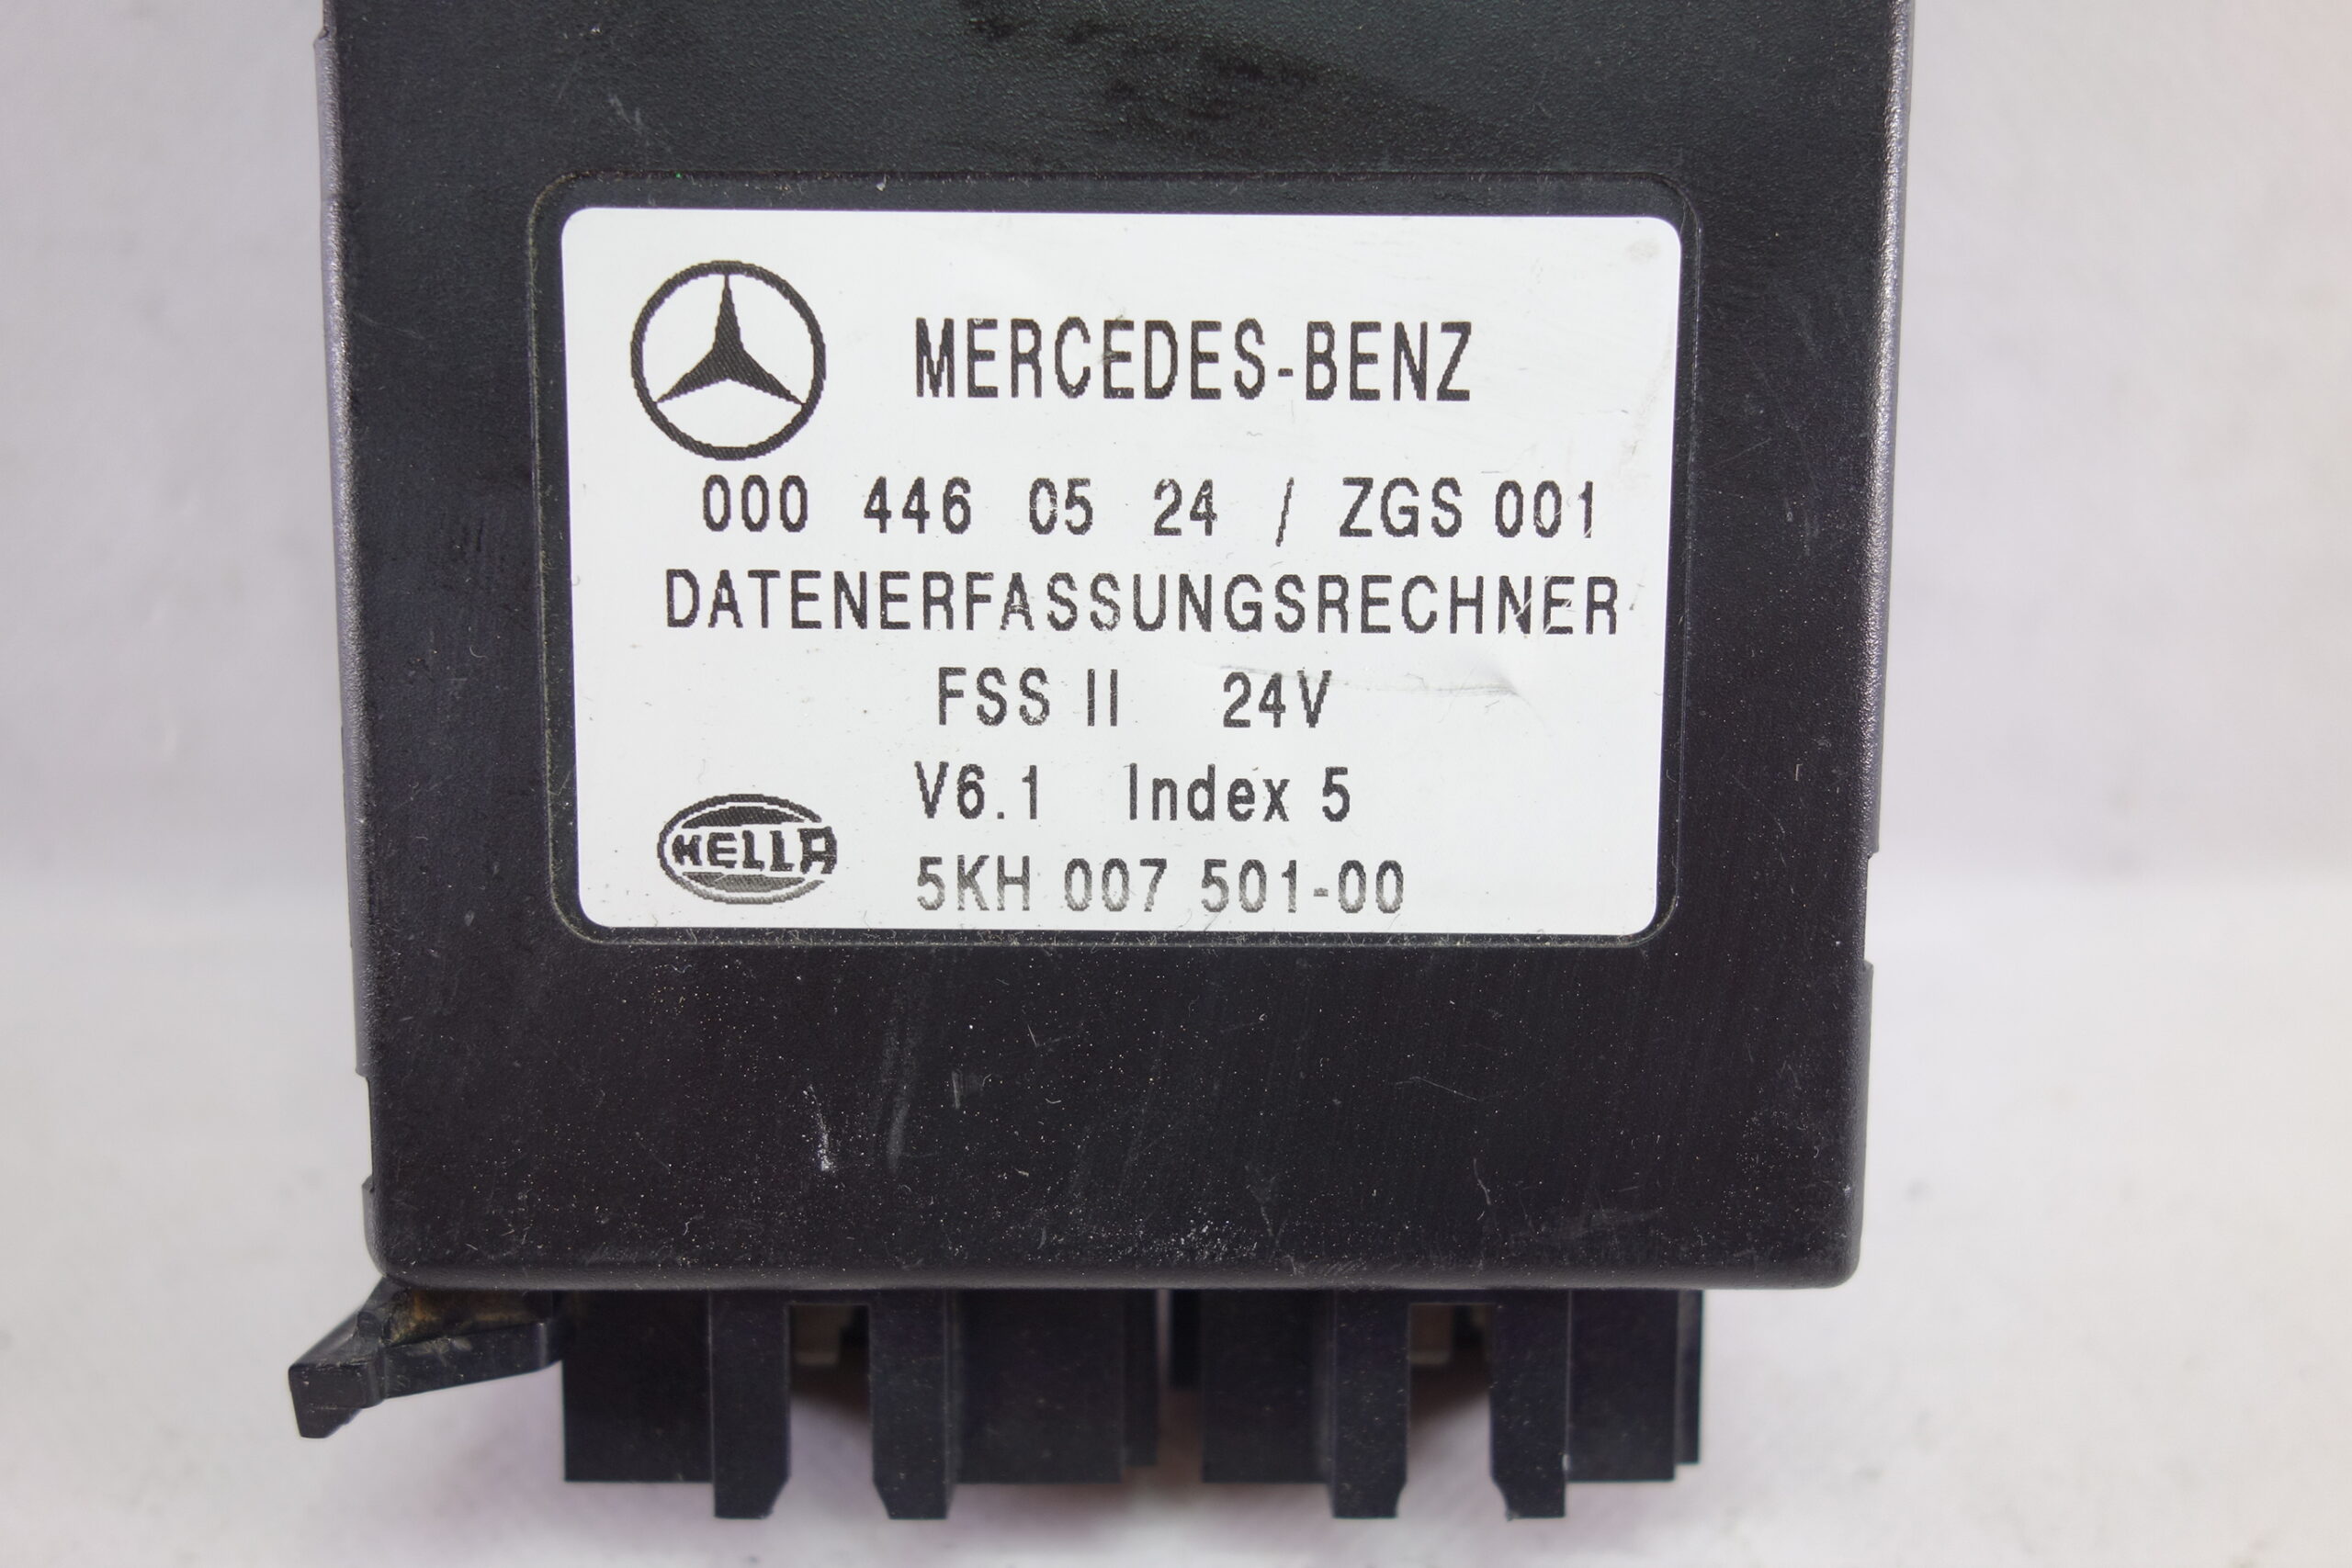 MERCEDES-BENZ
000 446 05 24 / ZGS 001
DATENERFASSUNGSRECHNER
FSS II 24V
V6.1 Index 5
HELLA
5KH 007 501-00